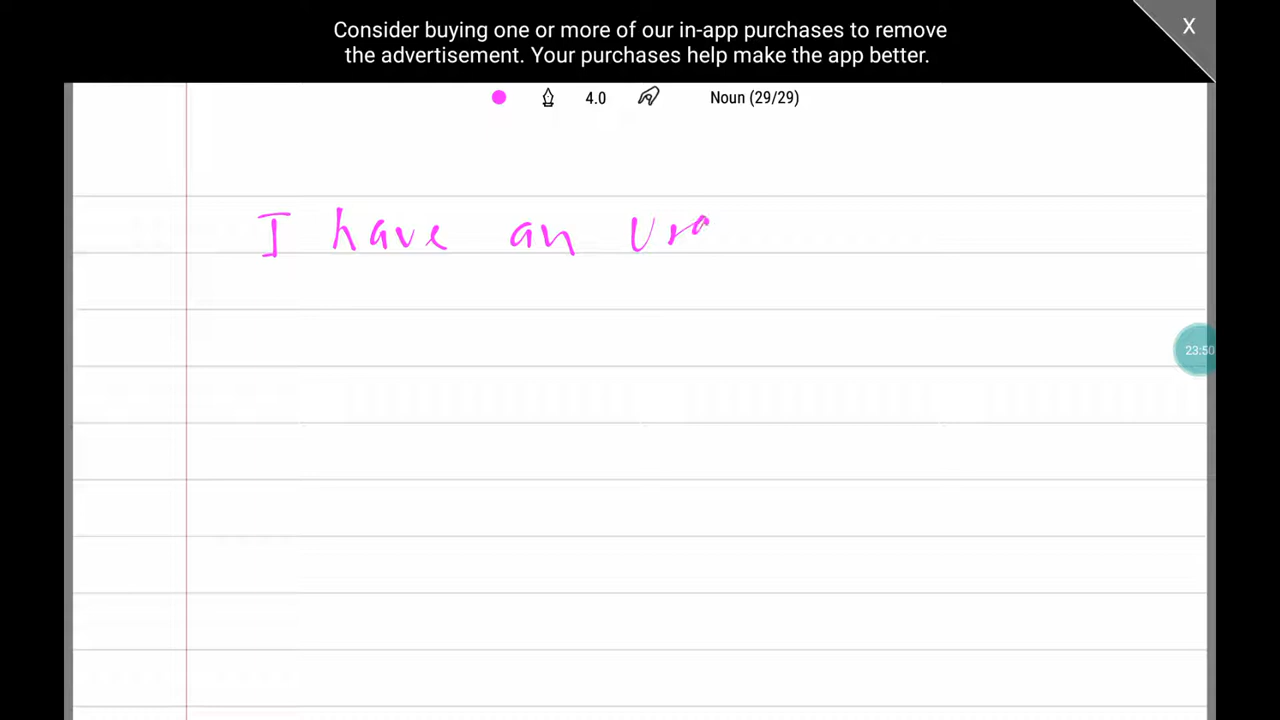 Consider buying one or more of our in-app purchases to remove
the advertisement. Your purchases help make the app better.
X
4.0 Noun (29/29)
I have an
23:50